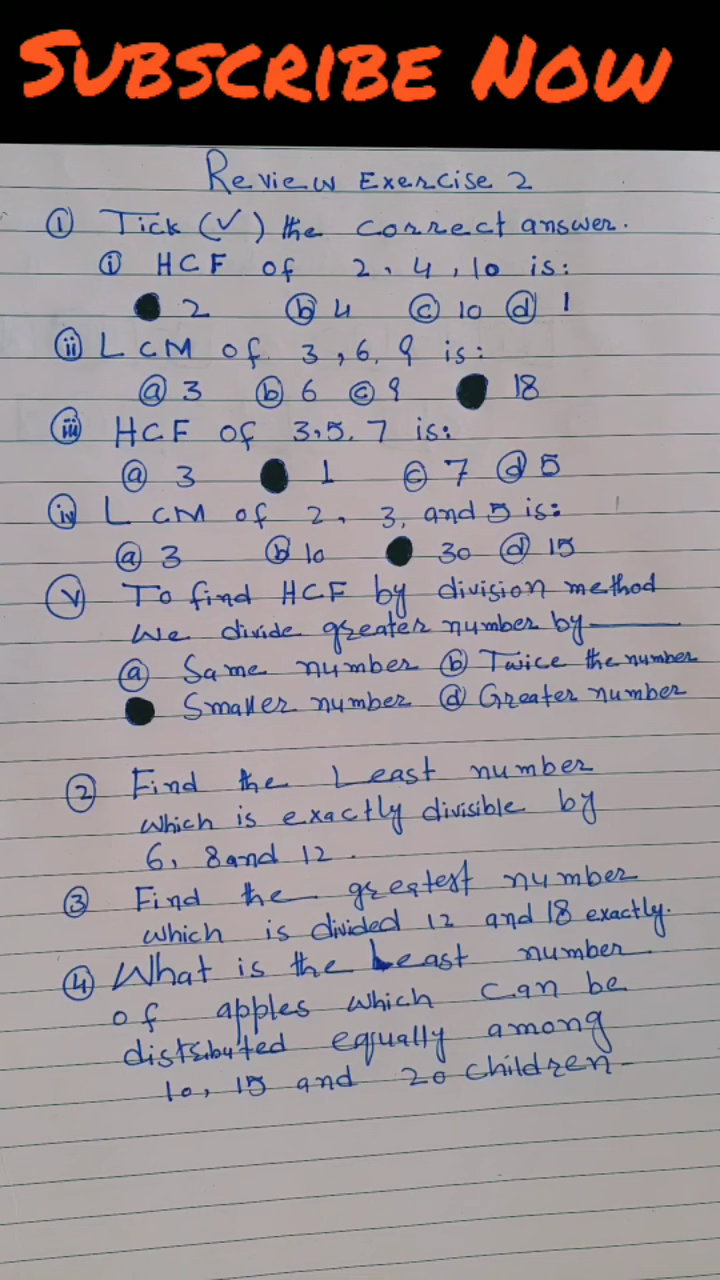 SUBSCRIBE NOW
Review Exercise 2
① Tick (✓) the correct answer.
ⓘ HCF of 2, 4, 10 is:
● 2 ⓑ 4 ⓒ 10 ⓓ 1
ⓘⓘ LCM of 3, 6, 9 is:
ⓐ 3 ⓑ 6 ⓒ 9 ● 18
ⓘⓘⓘ HCF of 3, 5, 7 is:
ⓐ 3 ● 1 ⓒ 7 ⓓ 5
ⓘⓥ LCM of 2, 3, and 5 is:
ⓐ 3 ⓑ 10 ● 30 ⓓ 15
ⓥ To find HCF by division method
We divide greater number by ______
ⓐ Same number ⓑ Twice the number
● Smaller number ⓓ Greater number
② Find the Least number
which is exactly divisible by
6, 8 and 12.
③ Find the greatest number
which is divided 12 and 18 exactly.
④ What is the Least number
of apples which can be
distributed equally among
10, 15 and 20 children